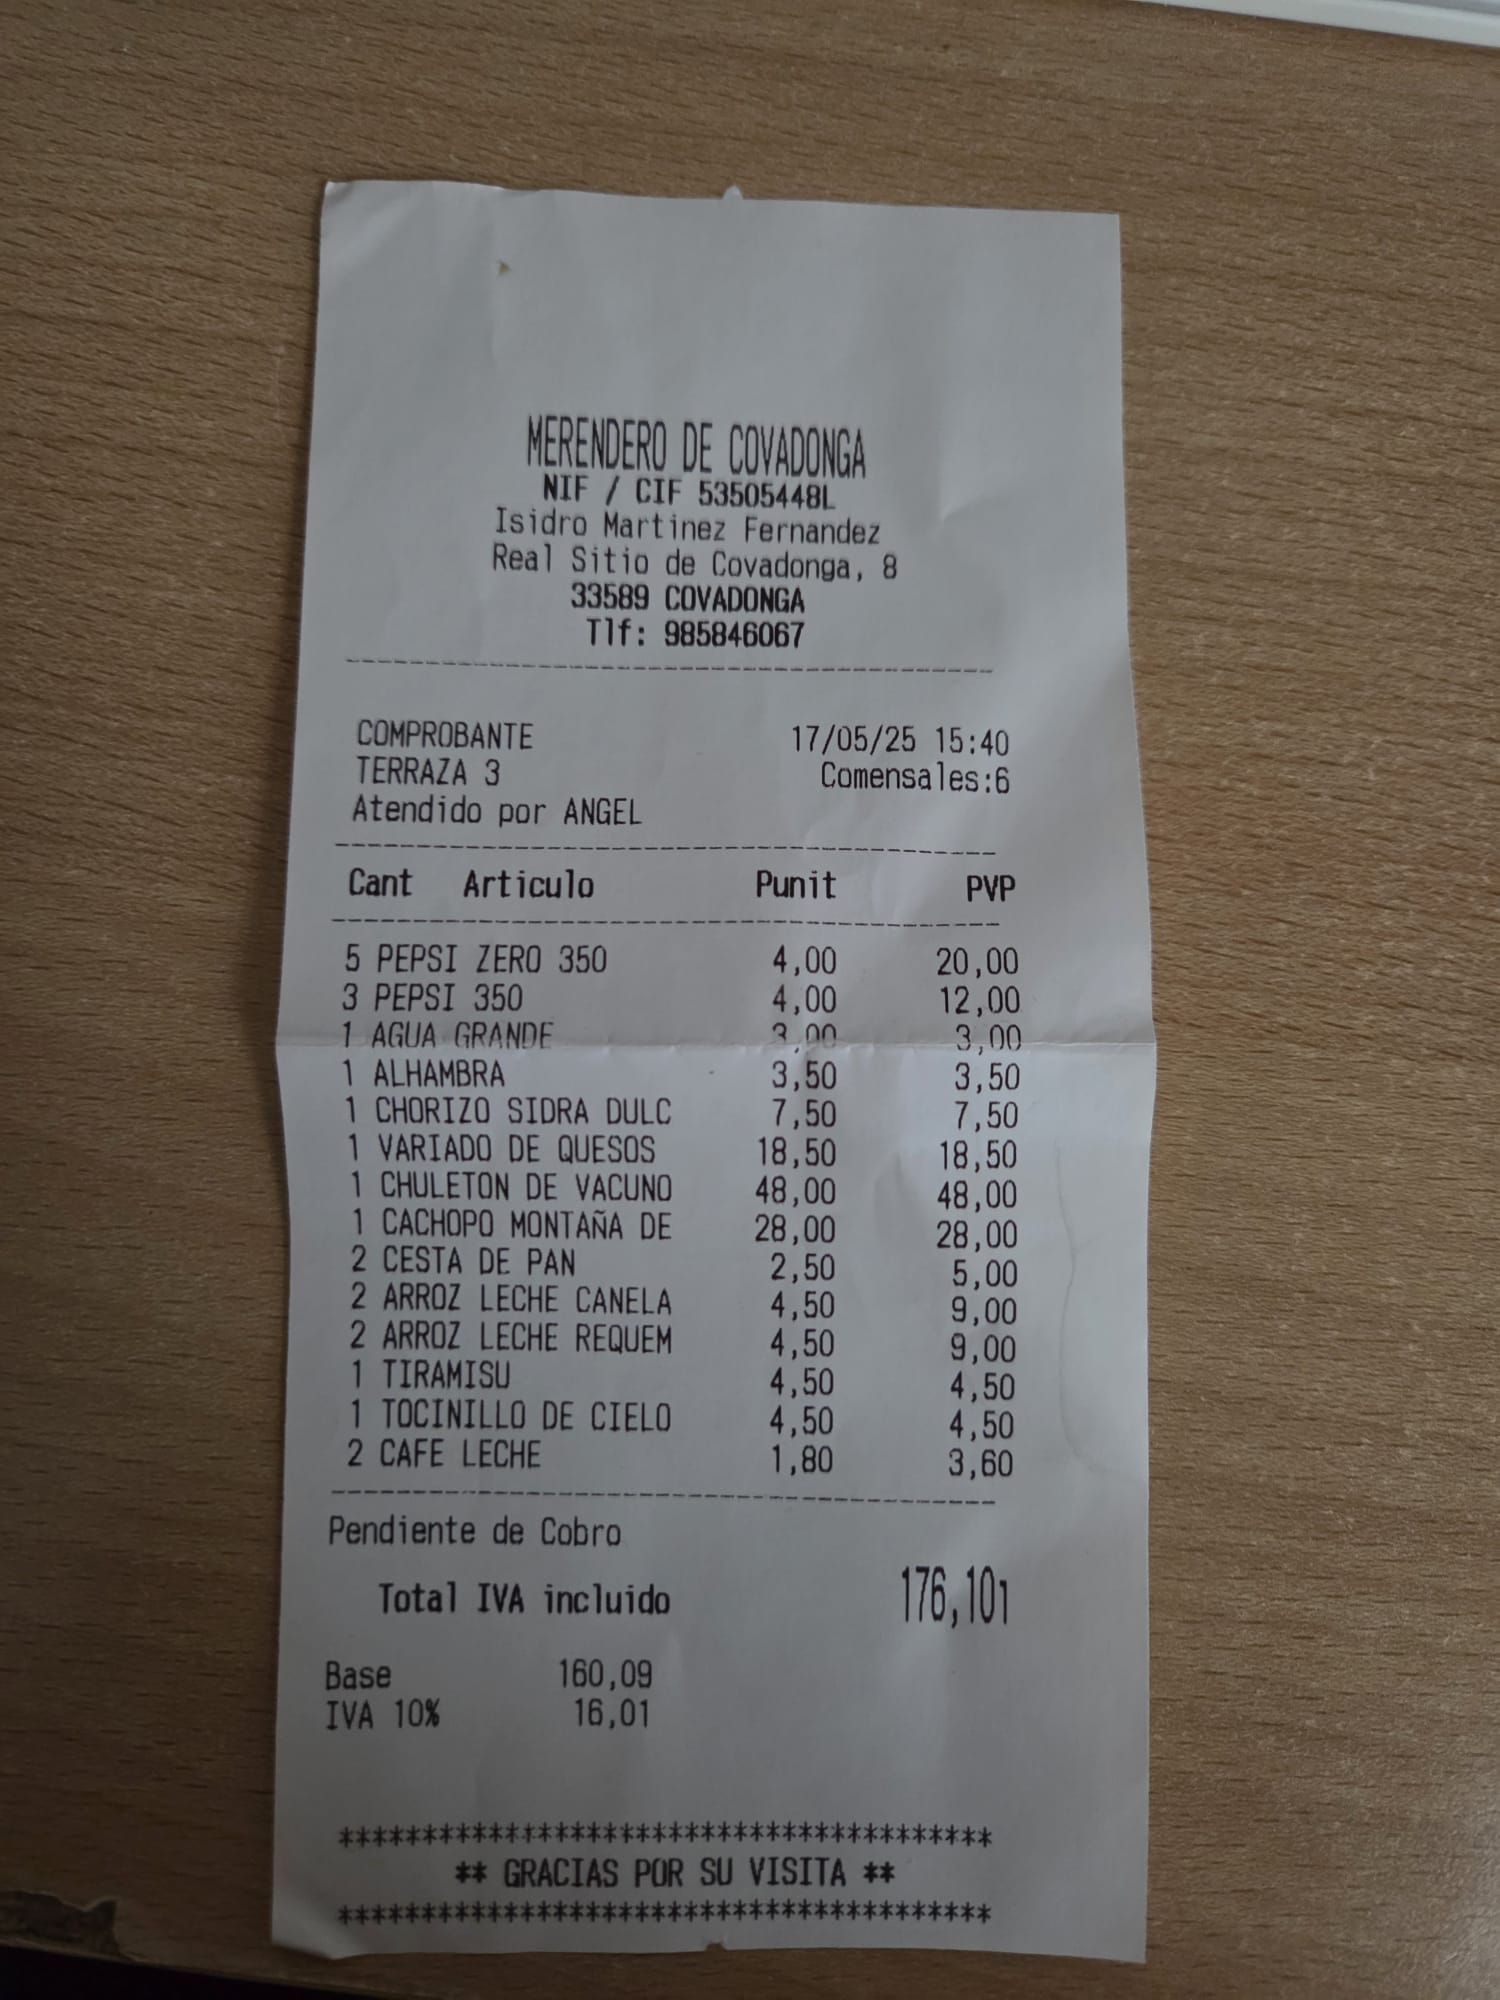 MERENDERO DE COVADONGA
NIF / CIF 53505448L
Isidro Martinez Fernandez
Real Sitio de Covadonga, 8
33589 COVADONGA
Tlf: 985846067
COMPROBANTE 17/05/25 15:40
TERRAZA 3 Comensales:6
Atendido por ANGEL
Cant Articulo Punit PVP
5 PEPSI ZERO 350 4,00 20,00
3 PEPSI 350 4,00 12,00
1 AGUA GRANDE 3,00 3,00
1 ALHAMBRA 3,50 3,50
1 CHORIZO SIDRA DULC 7,50 7,50
1 VARIADO DE QUESOS 18,50 18,50
1 CHULETON DE VACUNO 48,00 48,00
1 CACHOPO MONTAÑA DE 28,00 28,00
2 CESTA DE PAN 2,50 5,00
2 ARROZ LECHE CANELA 4,50 9,00
2 ARROZ LECHE REQUEM 4,50 9,00
1 TIRAMISU 4,50 4,50
1 TOCINILLO DE CIELO 4,50 4,50
2 CAFE LECHE 1,80 3,60
Pendiente de Cobro
Total IVA incluido 176,10ı
Base 160,09
IVA 10% 16,01
****************************************
** GRACIAS POR SU VISITA **
****************************************